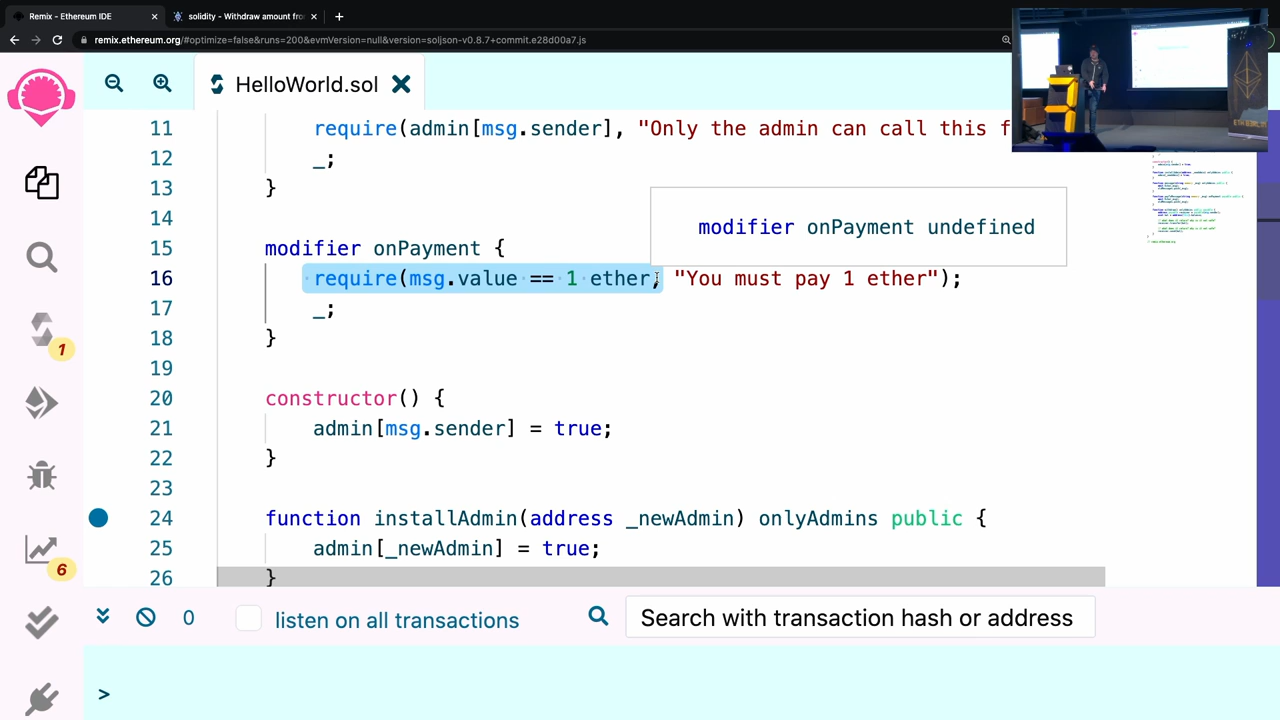 Remix - Ethereum IDE
solidity - Withdraw amount fro
remix.ethereum.org/#optimize=false&runs=200&evmVersion=null&version=soljson-v0.8.7+commit.e28d00a7.js
HelloWorld.sol
11 require(admin[msg.sender], "Only the admin can call this f
12 _;
13 }
14
modifier onPayment undefined
15 modifier onPayment {
16 require(msg.value == 1 ether, "You must pay 1 ether");
17 _;
18 }
19
20 constructor() {
21 admin[msg.sender] = true;
22 }
23
24 function installAdmin(address _newAdmin) onlyAdmins public {
25 admin[_newAdmin] = true;
26 }
1
6
0
listen on all transactions
Search with transaction hash or address
>